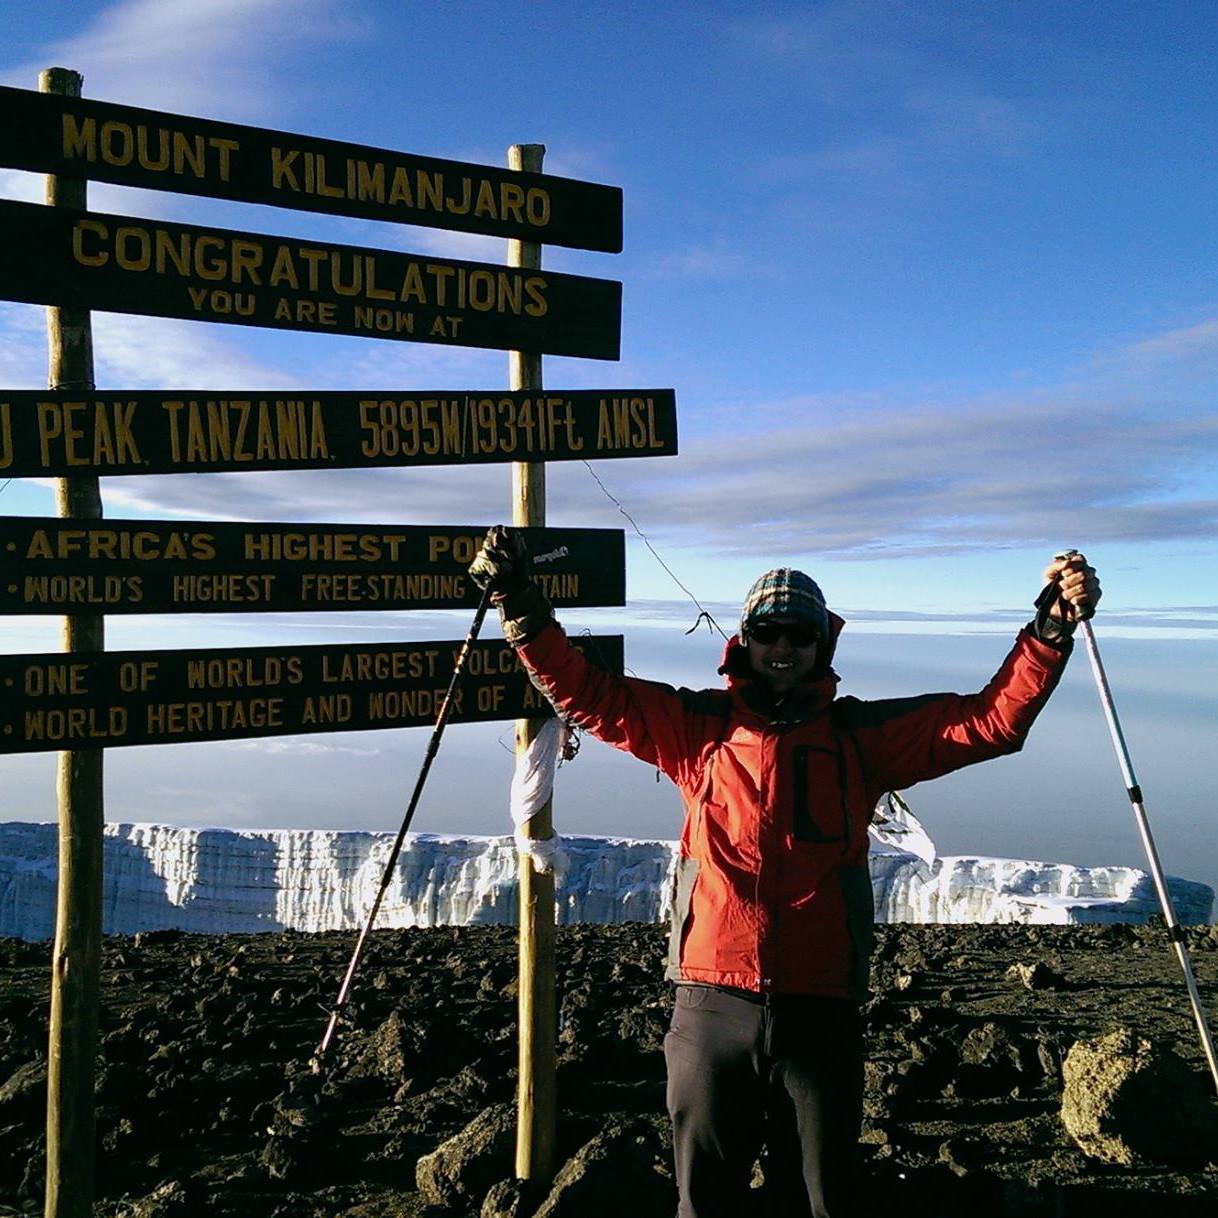 MOUNT KILIMANJARO
CONGRATULATIONS
YOU ARE NOW AT
U PEAK, TANZANIA, 5895M/19341Ft AMSL
• AFRICA'S HIGHEST PO
• WORLD'S HIGHEST FREE-STANDING NTAIN
• ONE OF WORLD'S LARGEST VOLCA
• WORLD HERITAGE AND WONDER OF A